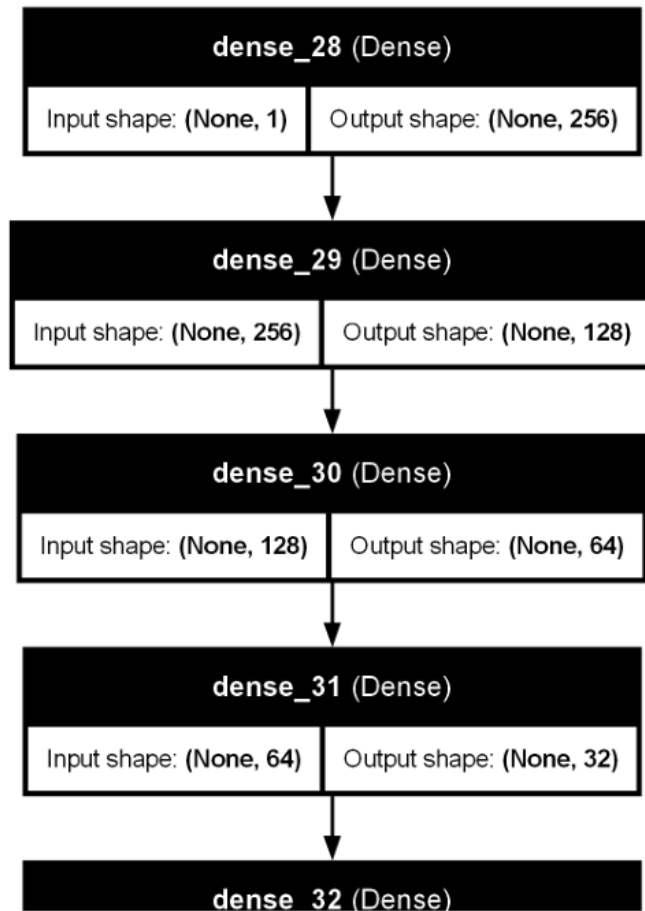 dense_28 (Dense)
Input shape: (None, 1) Output shape: (None, 256)
dense_29 (Dense)
Input shape: (None, 256) Output shape: (None, 128)
dense_30 (Dense)
Input shape: (None, 128) Output shape: (None, 64)
dense_31 (Dense)
Input shape: (None, 64) Output shape: (None, 32)
dense_32 (Dense)